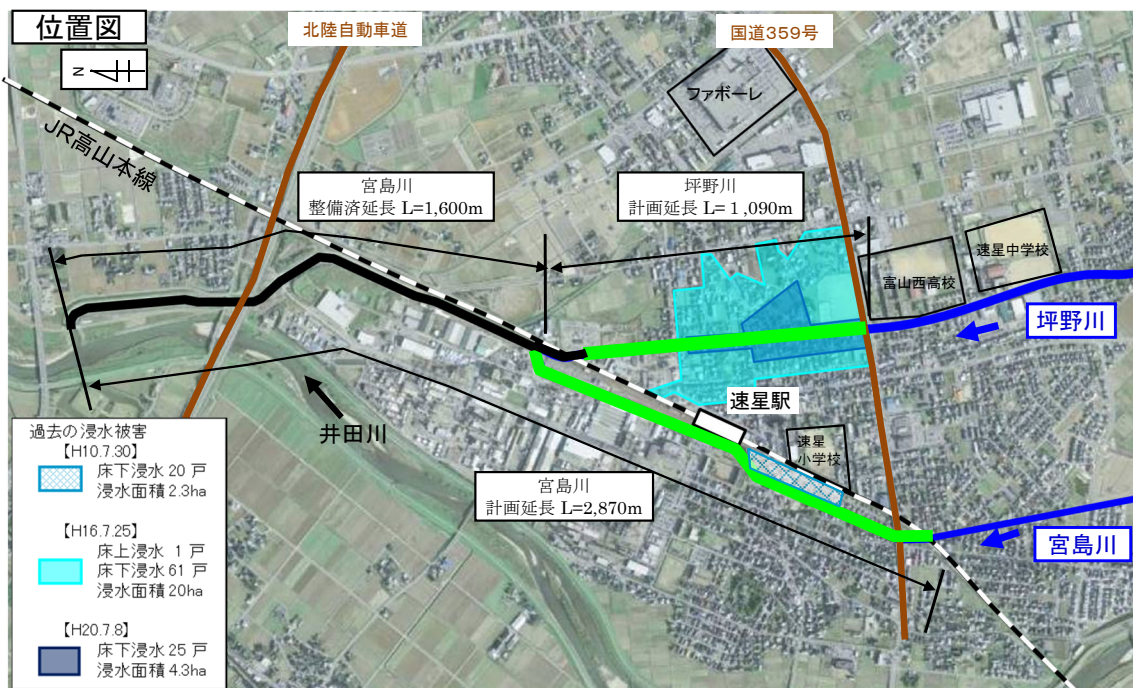 位置図
北陸自動車道
国道359号
N
ファボーレ
JR高山本線
宮島川
整備済延長 L=1,600m
坪野川
計画延長 L=1,090m
速星中学校
富山西高校
坪野川
速星駅
井田川
速星
小学校
宮島川
計画延長 L=2,870m
宮島川
過去の浸水被害
【H10.7.30】
床下浸水 20 戸
浸水面積 2.3ha
【H16.7.25】
床上浸水 1 戸
床下浸水 61 戸
浸水面積 20ha
【H20.7.8】
床下浸水 25 戸
浸水面積 4.3ha